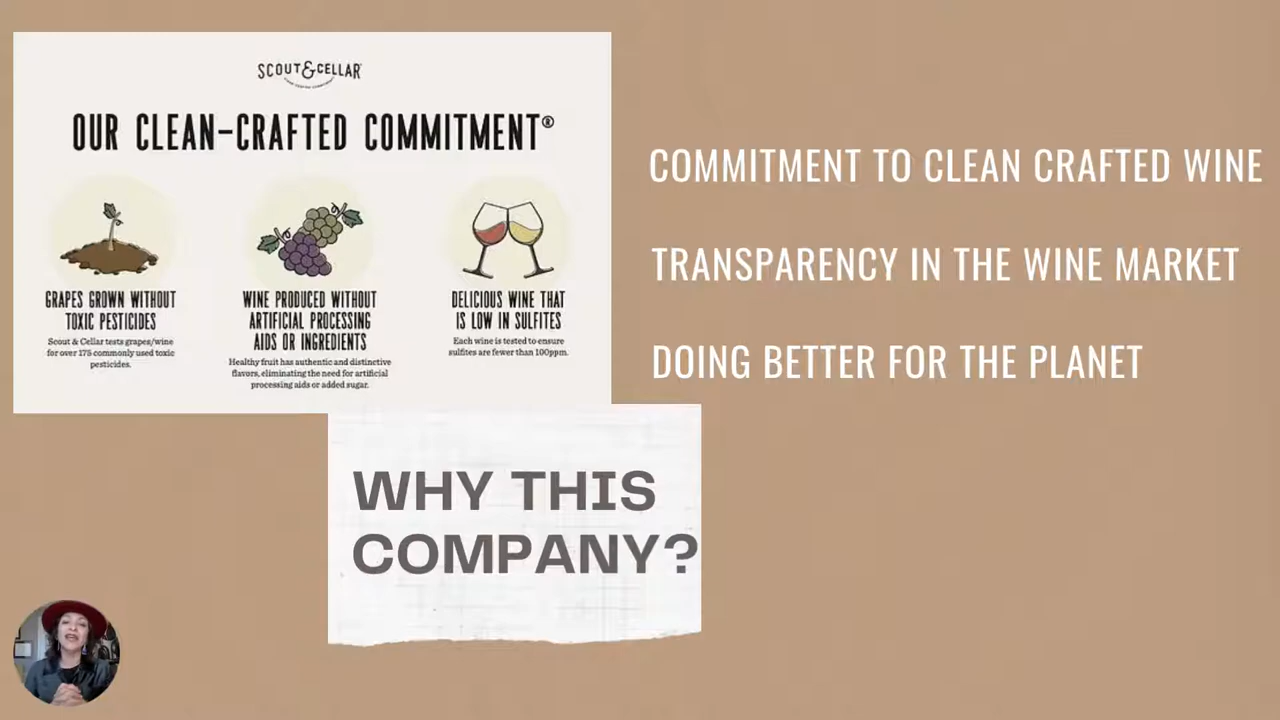 SCOUT & CELLAR
OUR CLEAN-CRAFTED COMMITMENT®
GRAPES GROWN WITHOUT
TOXIC PESTICIDES
Scout & Cellar tests grapes/wine
for over 175 commonly used toxic
pesticides.
WINE PRODUCED WITHOUT
ARTIFICIAL PROCESSING
AIDS OR INGREDIENTS
Healthy fruit has authentic and distinctive
flavors, eliminating the need for artificial
processing aids or added sugar.
DELICIOUS WINE THAT
IS LOW IN SULFITES
Each wine is tested to ensure
sulfites are fewer than 100ppm.
COMMITMENT TO CLEAN CRAFTED WINE
TRANSPARENCY IN THE WINE MARKET
DOING BETTER FOR THE PLANET
WHY THIS
COMPANY?